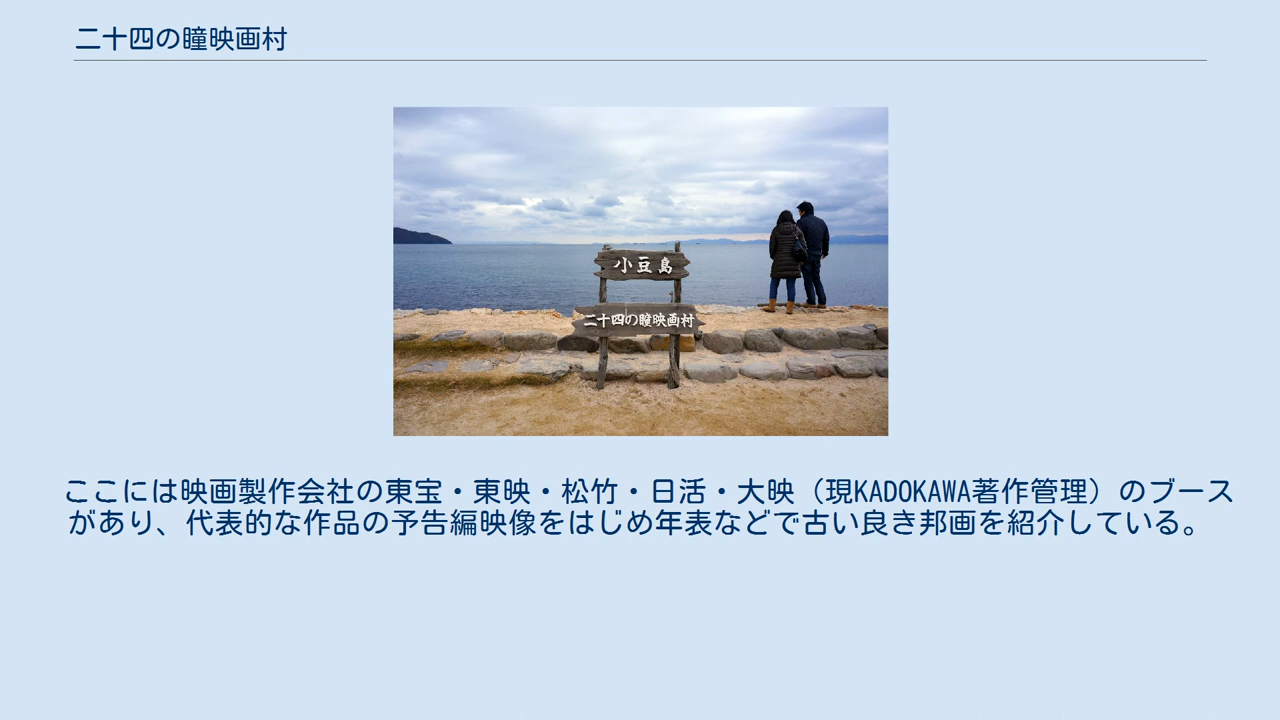 二十四の瞳映画村
小豆島
二十四の瞳映画村
ここには映画製作会社の東宝・東映・松竹・日活・大映（現KADOKAWA著作管理）のブース
があり、代表的な作品の予告編映像をはじめ年表などで古い良き邦画を紹介している。